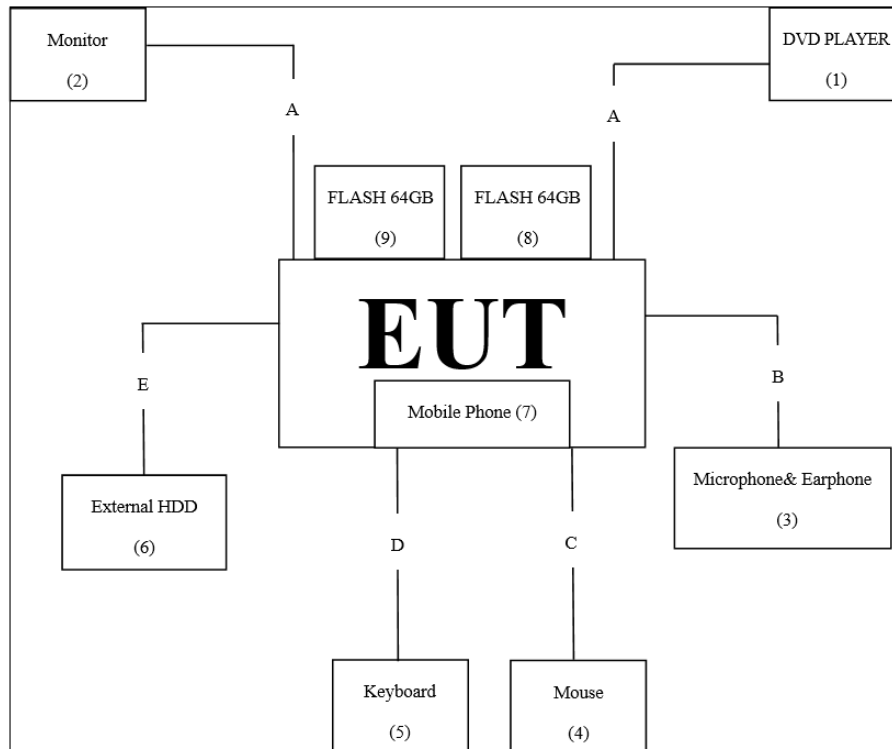 Monitor
(2)
DVD PLAYER
(1)
A
A
FLASH 64GB
(9)
FLASH 64GB
(8)
EUT
E
B
Mobile Phone (7)
External HDD
(6)
Microphone& Earphone
(3)
D
C
Keyboard
(5)
Mouse
(4)